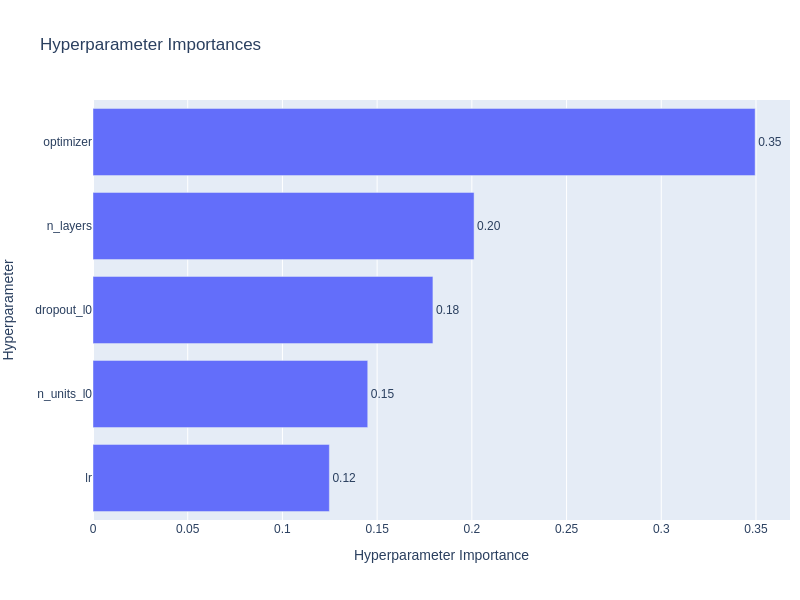 Hyperparameter Importances
Hyperparameter
optimizer
0.35
n_layers
0.20
dropout_l0
0.18
n_units_l0
0.15
lr
0.12
0
0.05
0.1
0.15
0.2
0.25
0.3
0.35
Hyperparameter Importance